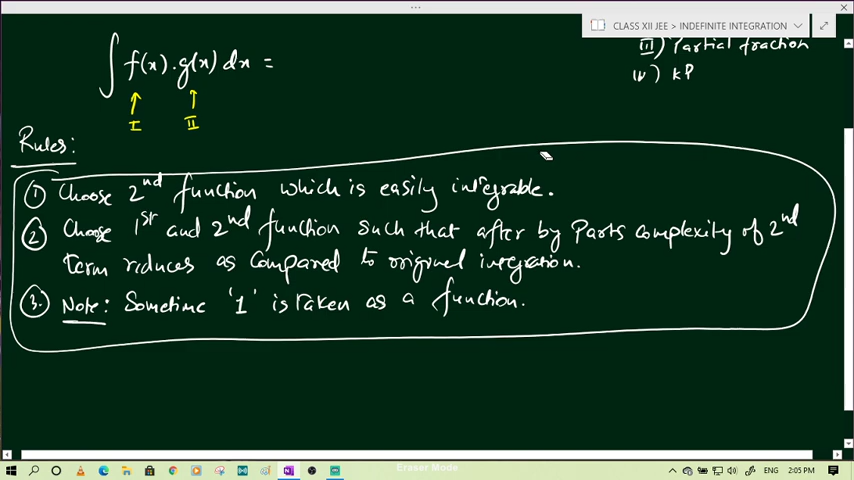 CLASS XII JEE > INDEFINITE INTEGRATION
III) Partial fraction
∫ f(x).g(x) dx =
IV) KP
I II
Rules:
① Choose 2nd function which is easily integrable.
② Choose 1st and 2nd function such that after by Parts complexity of 2nd
term reduces as compared to original integration.
③. Note: Sometime '1' is taken as a function.
Eraser Mode
ENG 2:05 PM